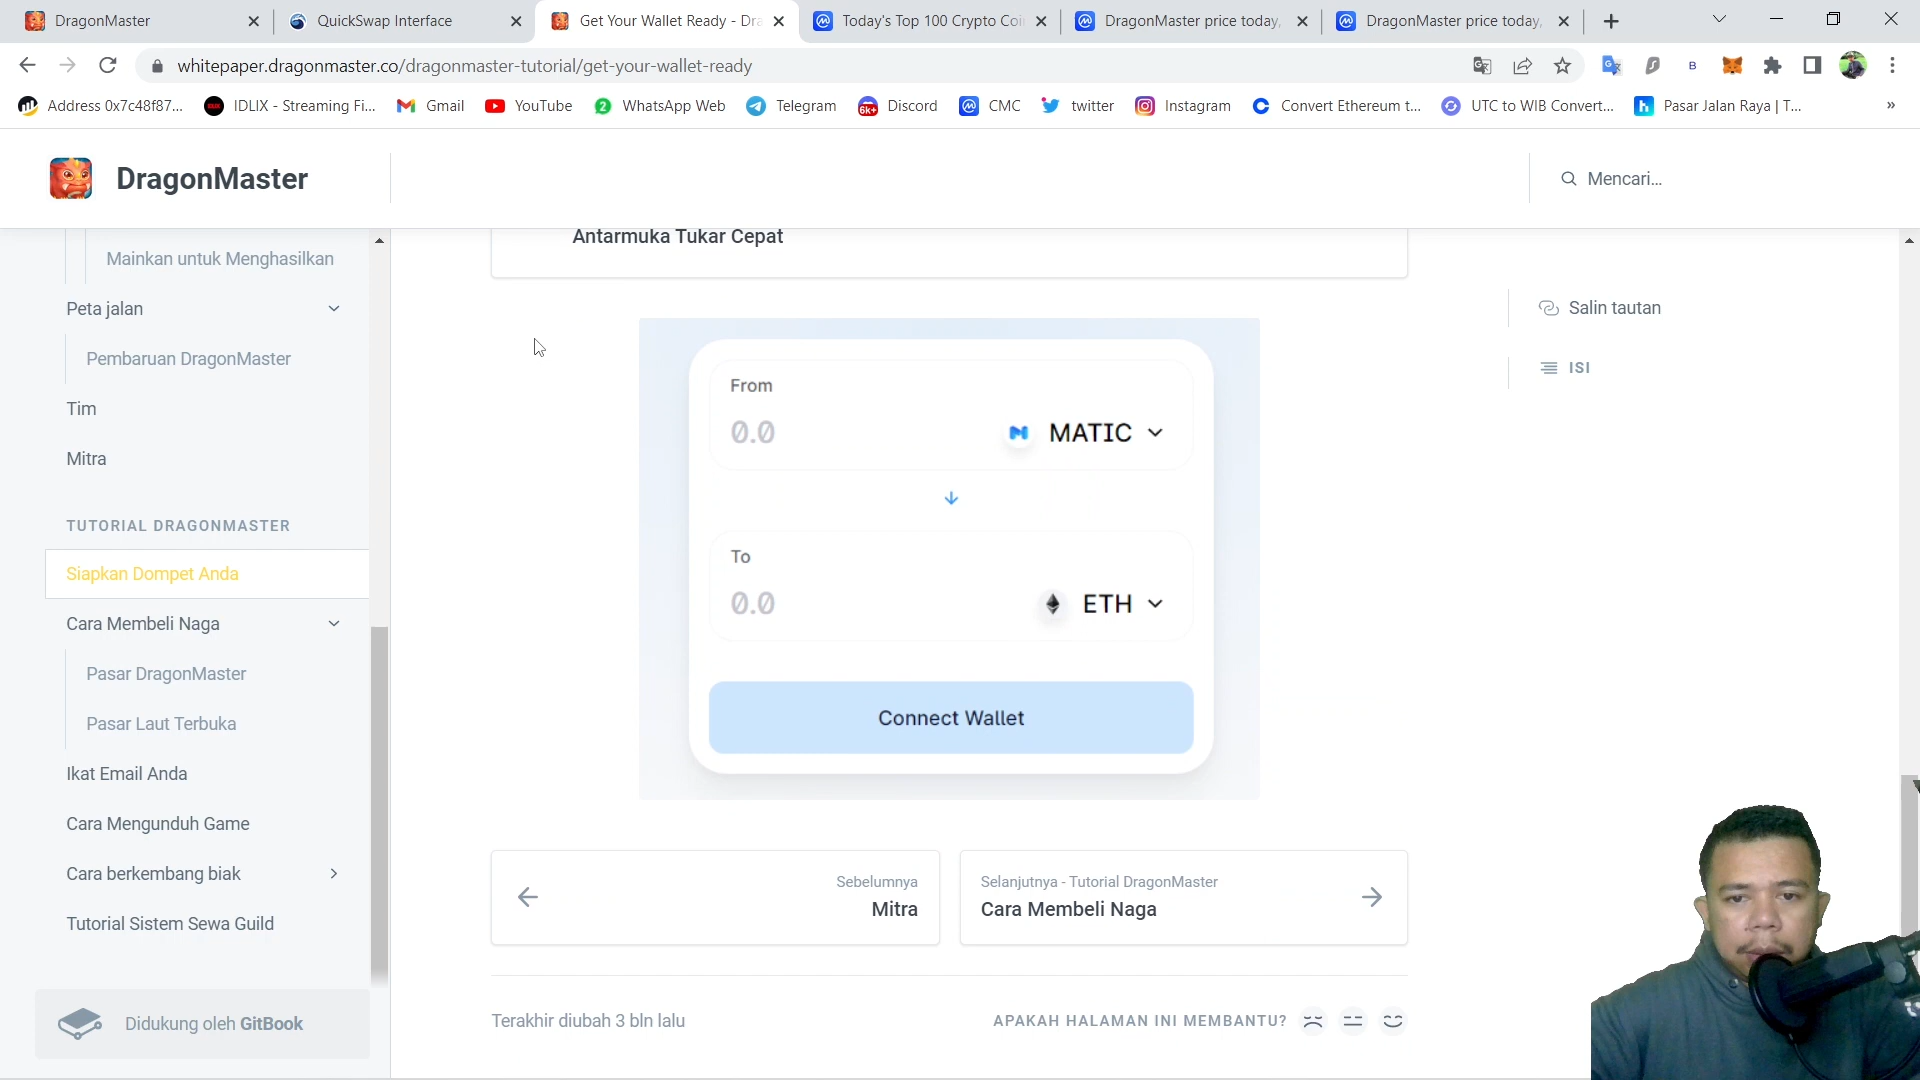 DragonMaster
QuickSwap Interface
Get Your Wallet Ready - Dra
Today's Top 100 Crypto Coi
DragonMaster price today,
DragonMaster price today,
whitepaper.dragonmaster.co/dragonmaster-tutorial/get-your-wallet-ready
Address 0x7c48f87...
IDLIX - Streaming Fi...
Gmail
YouTube
WhatsApp Web
Telegram
Discord
CMC
twitter
Instagram
Convert Ethereum t...
UTC to WIB Convert...
Pasar Jalan Raya | T...
»
DragonMaster
Mencari...
Mainkan untuk Menghasilkan
Peta jalan
Pembaruan DragonMaster
Tim
Mitra
TUTORIAL DRAGONMASTER
Siapkan Dompet Anda
Cara Membeli Naga
Pasar DragonMaster
Pasar Laut Terbuka
Ikat Email Anda
Cara Mengunduh Game
Cara berkembang biak
Tutorial Sistem Sewa Guild
Didukung oleh GitBook
Antarmuka Tukar Cepat
From
0.0
MATIC
To
0.0
ETH
Connect Wallet
Sebelumnya
Mitra
Selanjutnya - Tutorial DragonMaster
Cara Membeli Naga
Terakhir diubah 3 bln lalu
APAKAH HALAMAN INI MEMBANTU?
Salin tautan
ISI